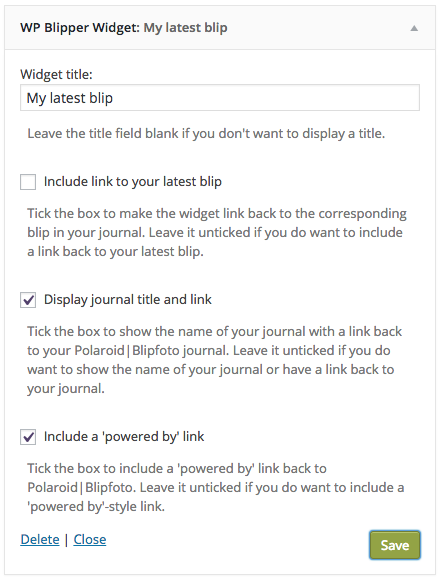 WP Blipper Widget: My latest blip
Widget title:
My latest blip
Leave the title field blank if you don't want to display a title.
Include link to your latest blip
Tick the box to make the widget link back to the corresponding
blip in your journal. Leave it unticked if you do want to include
a link back to your latest blip.
Display journal title and link
Tick the box to show the name of your journal with a link back
to your Polaroid|Blipfoto journal. Leave it unticked if you do
want to show the name of your journal or have a link back to
your journal.
Include a 'powered by' link
Tick the box to include a 'powered by' link back to
Polaroid|Blipfoto. Leave it unticked if you do want to include a
'powered by'-style link.
Delete | Close
Save